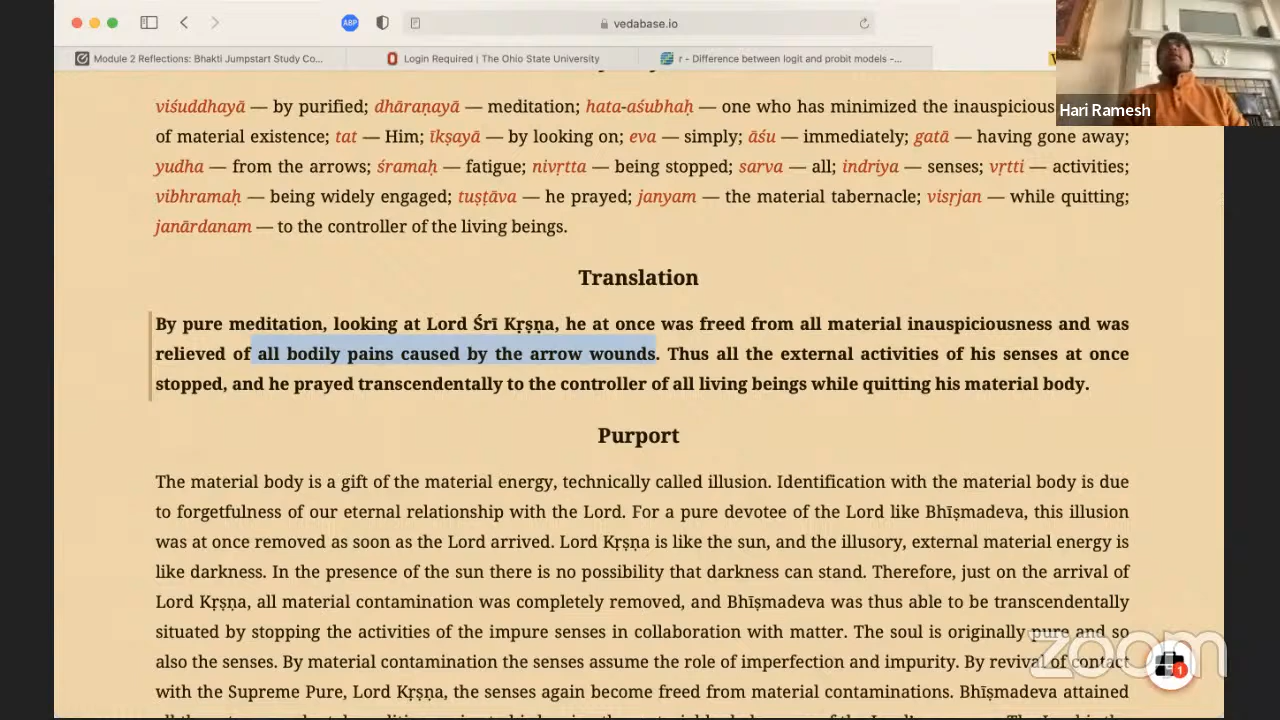 vedabase.io
ABP
Module 2 Reflections: Bhakti Jumpstart Study Co...
Login Required | The Ohio State University
r - Difference between logit and probit models -...
Hari Ramesh
viśuddhayā — by purified; dhāraṇayā — meditation; hata-aśubhaḥ — one who has minimized the inauspicious
of material existence; tat — Him; īkṣayā — by looking on; eva — simply; āśu — immediately; gatā — having gone away;
yudha — from the arrows; śramaḥ — fatigue; nivṛtta — being stopped; sarva — all; indriya — senses; vṛtti — activities;
vibhramaḥ — being widely engaged; tuṣṭāva — he prayed; janyam — the material tabernacle; visṛjan — while quitting;
janārdanam — to the controller of the living beings.
Translation
By pure meditation, looking at Lord Śrī Kṛṣṇa, he at once was freed from all material inauspiciousness and was
relieved of all bodily pains caused by the arrow wounds. Thus all the external activities of his senses at once
stopped, and he prayed transcendentally to the controller of all living beings while quitting his material body.
Purport
The material body is a gift of the material energy, technically called illusion. Identification with the material body is due
to forgetfulness of our eternal relationship with the Lord. For a pure devotee of the Lord like Bhīṣmadeva, this illusion
was at once removed as soon as the Lord arrived. Lord Kṛṣṇa is like the sun, and the illusory, external material energy is
like darkness. In the presence of the sun there is no possibility that darkness can stand. Therefore, just on the arrival of
Lord Kṛṣṇa, all material contamination was completely removed, and Bhīṣmadeva was thus able to be transcendentally
situated by stopping the activities of the impure senses in collaboration with matter. The soul is originally pure and so
also the senses. By material contamination the senses assume the role of imperfection and impurity. By revival of contact
with the Supreme Pure, Lord Kṛṣṇa, the senses again become freed from material contaminations. Bhīṣmadeva attained
zoom
1